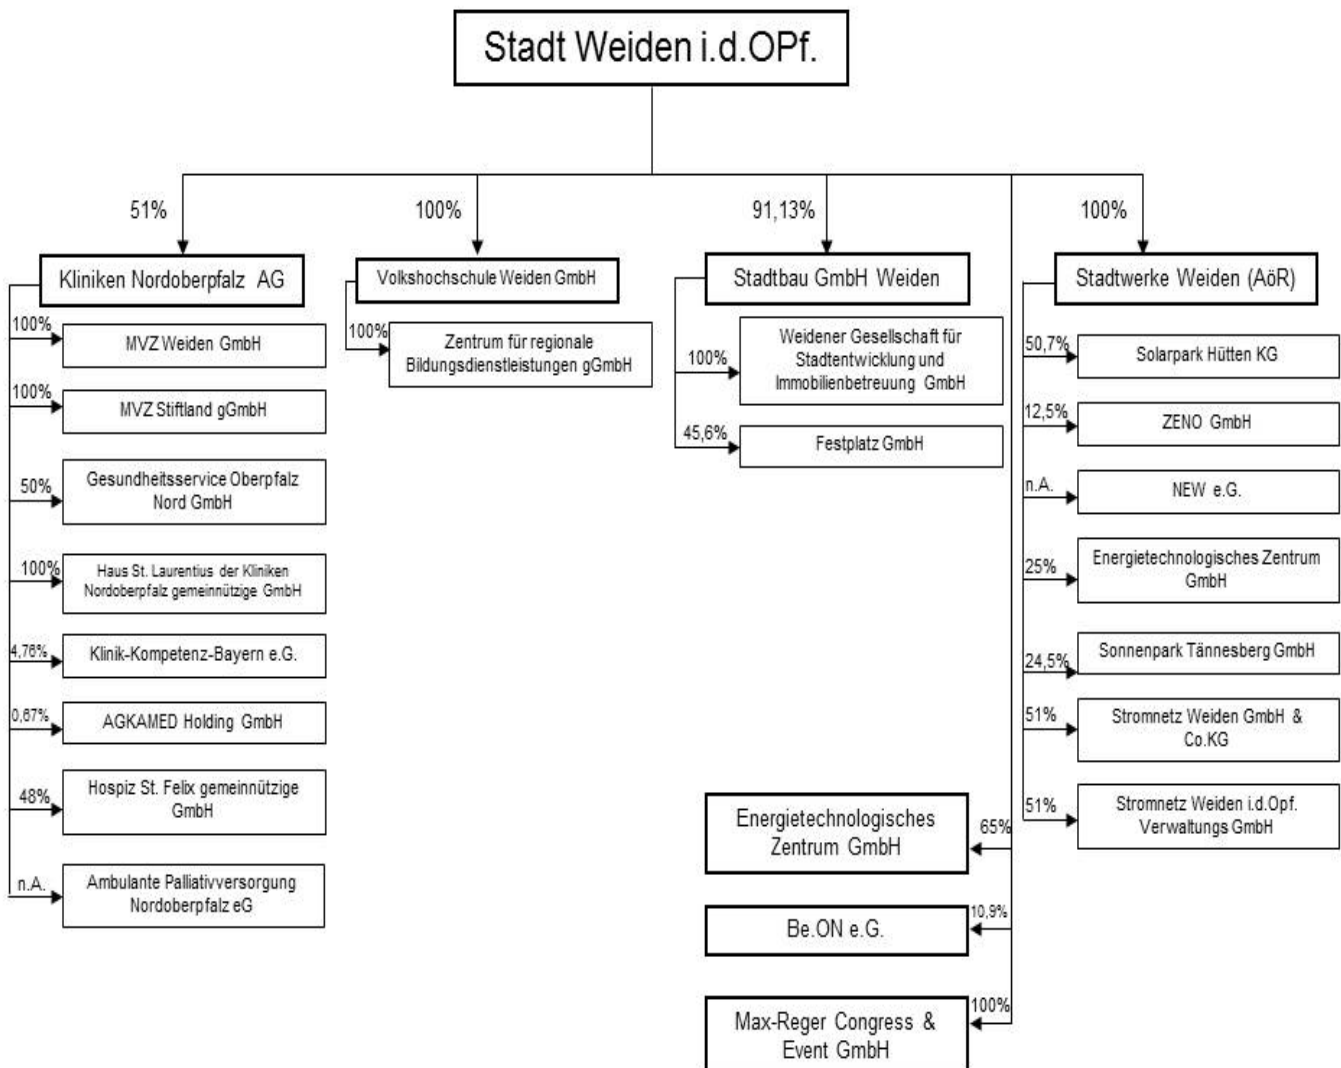 Stadt Weiden i.d.OPf.
51%
100%
91,13%
100%
Kliniken Nordoberpfalz AG
100%
MVZ Weiden GmbH
100%
MVZ Stiftland gGmbH
50%
Gesundheitsservice Oberpfalz
Nord GmbH
100%
Haus St. Laurentius der Kliniken
Nordoberpfalz gemeinnützige GmbH
4,76%
Klinik-Kompetenz-Bayern e.G.
0,67%
AGKAMED Holding GmbH
48%
Hospiz St. Felix gemeinnützige
GmbH
n.A.
Ambulante Palliativversorgung
Nordoberpfalz eG
Volkshochschule Weiden GmbH
100%
Zentrum für regionale
Bildungsdienstleistungen gGmbH
Stadtbau GmbH Weiden
100%
Weidener Gesellschaft für
Stadtentwicklung und
Immobilienbetreuung GmbH
45,6%
Festplatz GmbH
Energietechnologisches
Zentrum GmbH
65%
Be.ON e.G.
10,9%
Max-Reger Congress &
Event GmbH
100%
Stadtwerke Weiden (AöR)
50,7%
Solarpark Hütten KG
12,5%
ZENO GmbH
n.A.
NEW e.G.
25%
Energietechnologisches Zentrum
GmbH
24,5%
Sonnenpark Tännesberg GmbH
51%
Stromnetz Weiden GmbH &
Co.KG
51%
Stromnetz Weiden i.d.Opf.
Verwaltungs GmbH